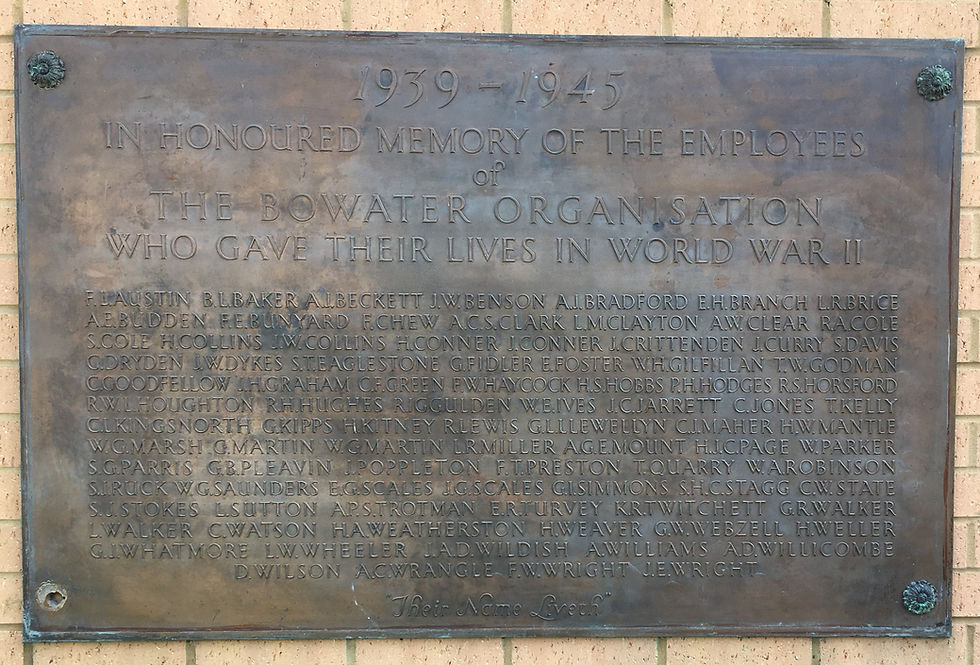 1939 – 1945
IN HONOURED MEMORY OF THE EMPLOYEES
of
THE BOWATER ORGANISATION
WHO GAVE THEIR LIVES IN WORLD WAR II
F.J.AUSTIN B.L.BAKER A.J.BECKETT J.W.BENSON A.J.BRADFORD E.H.BRANCH L.R.BRICE
A.E.BUDDEN F.E.BUNYARD F.CHEW A.C.S.CLARK L.M.CLAYTON A.W.CLEAR R.A.COLE
S.COLE H.COLLINS J.W.COLLINS H.CONNER J.CONNER J.CRITTENDEN J.CURRY S.DAVIS
C.DRYDEN J.W.DYKES S.T.EAGLESTONE G.FIDLER E.FOSTER W.H.GILFILLAN T.W.GODMAN
C.GOODFELLOW J.H.GRAHAM C.F.GREEN F.W.HAYCOCK H.S.HOBBS P.H.HODGES R.S.HORSFORD
R.W.L.HOUGHTON R.H.HUGHES R.IGGULDEN W.E.IVES J.C.JARRETT C.JONES T.KELLY
C.L.KINGSNORTH G.KIPPS H.KITNEY R.LEWIS G.L.LLEWELLYN C.J.MAHER H.W.MANTLE
W.G.MARSH G.MARTIN W.G.MARTIN L.R.MILLER A.G.E.MOUNT H.J.C.PAGE W.PARKER
S.G.PARRIS G.B.PLEAVIN J.POPPLETON F.T.PRESTON T.QUARRY W.A.ROBINSON
S.J.RUCK W.G.SAUNDERS E.G.SCALES J.G.SCALES G.J.SIMMONS S.H.C.STAGG C.W.STATE
S.J.STOKES L.SUTTON A.P.S.TROTMAN E.R.TURVEY K.R.TWITCHETT G.R.WALKER
L.WALKER C.WATSON H.A.WEATHERSTON H.WEAVER G.W.WEBZELL H.WELLER
G.J.WHATMORE L.W.WHEELER J.A.D.WILDISH A.WILLIAMS A.D.WILLICOMBE
D.WILSON A.C.WRANGLE F.W.WRIGHT J.E.WRIGHT
"Their Name Liveth"